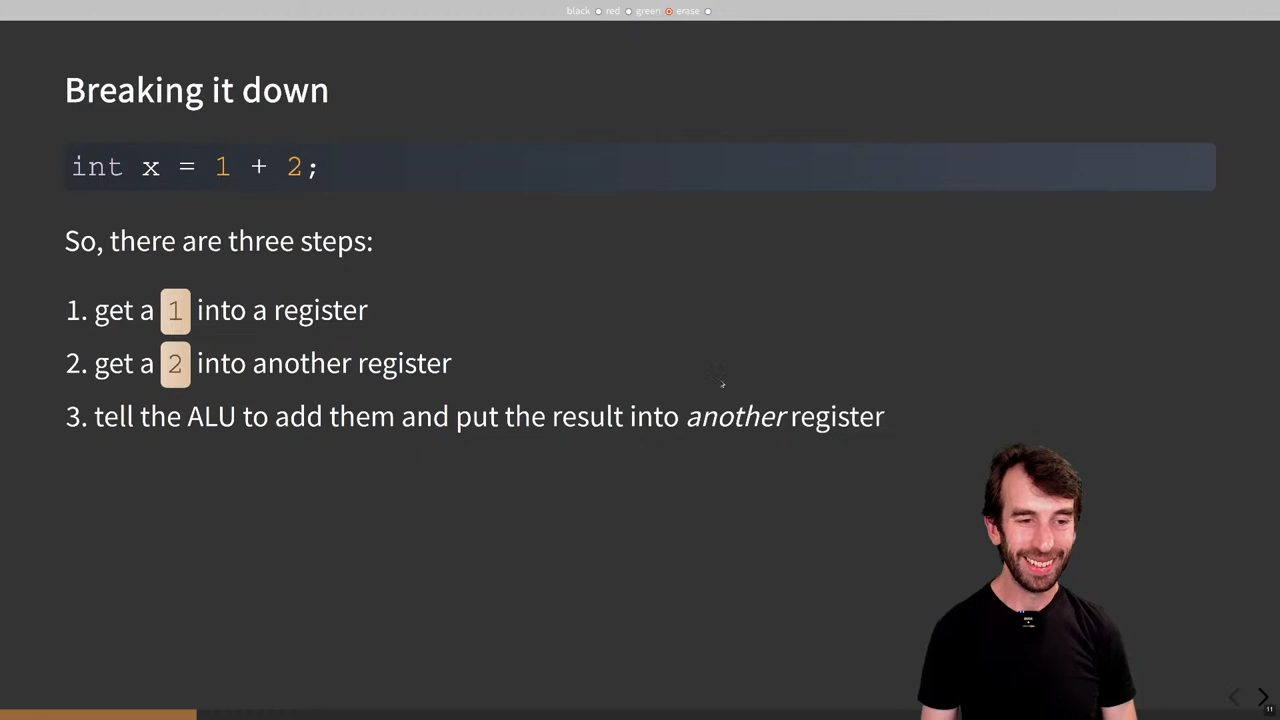 black red green erase
Breaking it down
int x = 1 + 2;
So, there are three steps:
1. get a 1 into a register
2. get a 2 into another register
3. tell the ALU to add them and put the result into another register
11